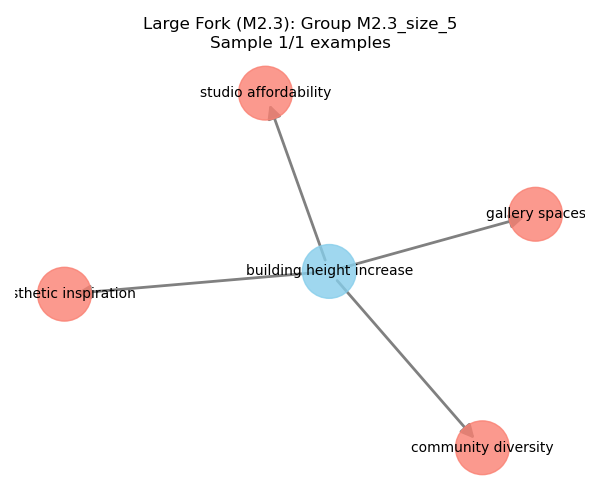 Large Fork (M2.3): Group M2.3_size_5
Sample 1/1 examples
studio affordability
gallery spaces
building height increase
sthetic inspiration
community diversity